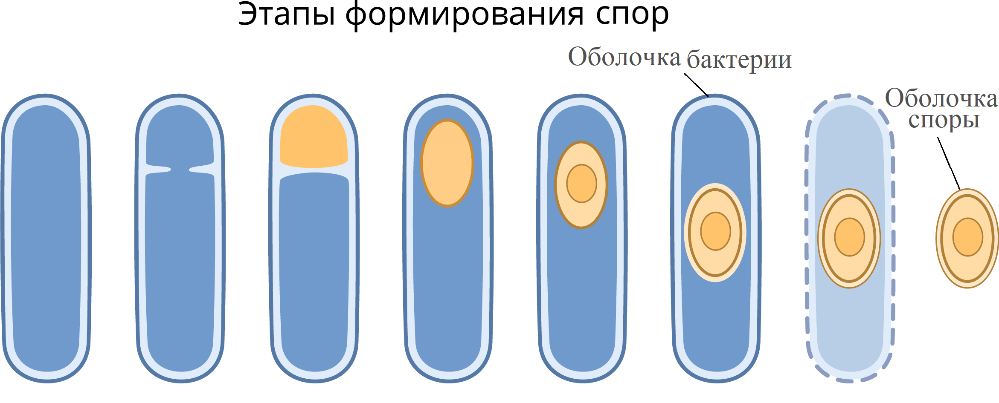 Этапы формирования спор
Оболочка бактерии
Оболочка
споры